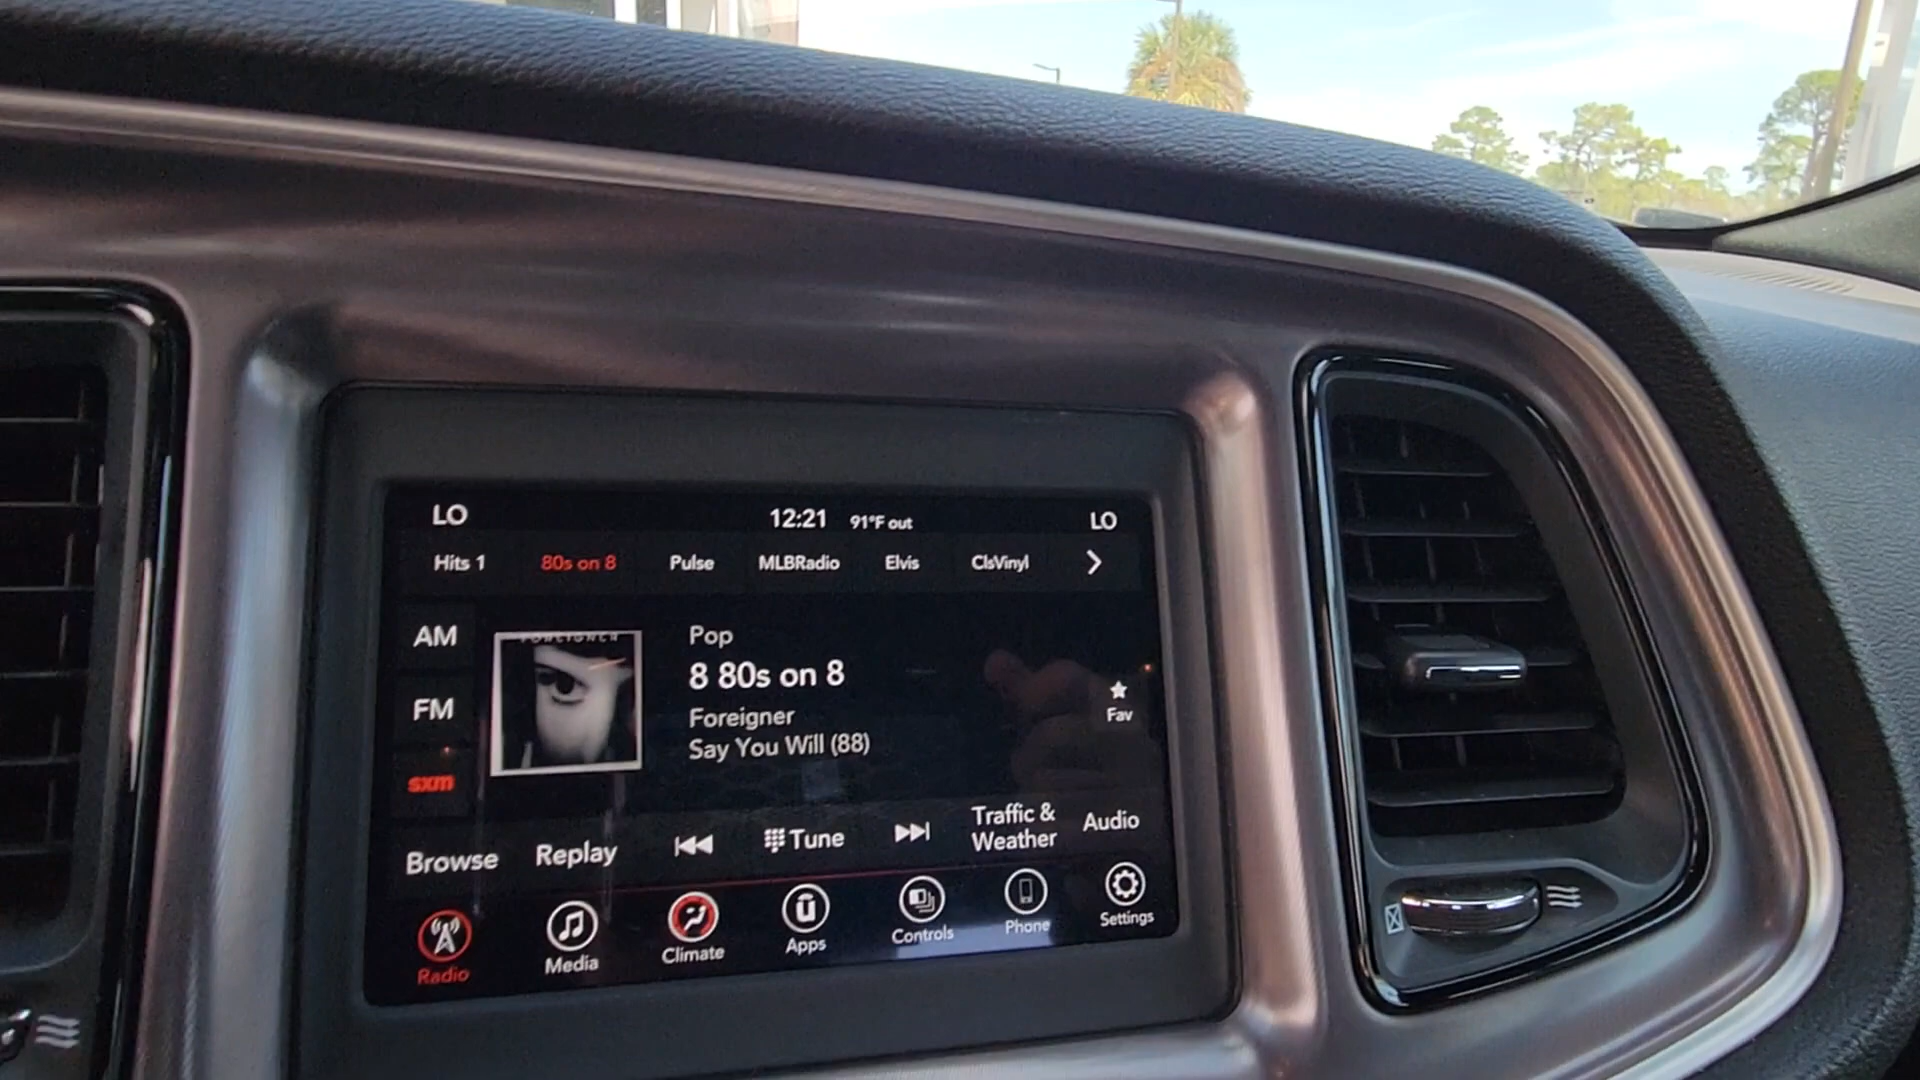 LO 12:21 91°F out LO
Hits 1 80s on 8 Pulse MLBRadio Elvis ClsVinyl
AM
FM
sxm
FOREIGNER
Pop
8 80s on 8
Foreigner
Say You Will (88)
Fav
Browse Replay Tune Traffic & Weather Audio
Radio Media Climate Apps Controls Phone Settings